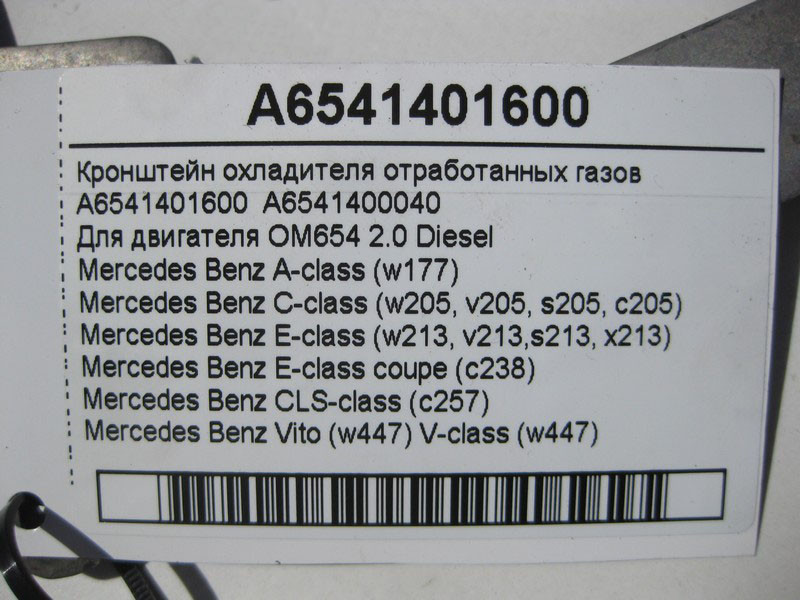 A6541401600
Кронштейн охладителя отработанных газов
A6541401600 A6541400040
Для двигателя OM654 2.0 Diesel
Mercedes Benz A-class (w177)
Mercedes Benz C-class (w205, v205, s205, c205)
Mercedes Benz E-class (w213, v213,s213, x213)
Mercedes Benz E-class coupe (c238)
Mercedes Benz CLS-class (c257)
Mercedes Benz Vito (w447) V-class (w447)